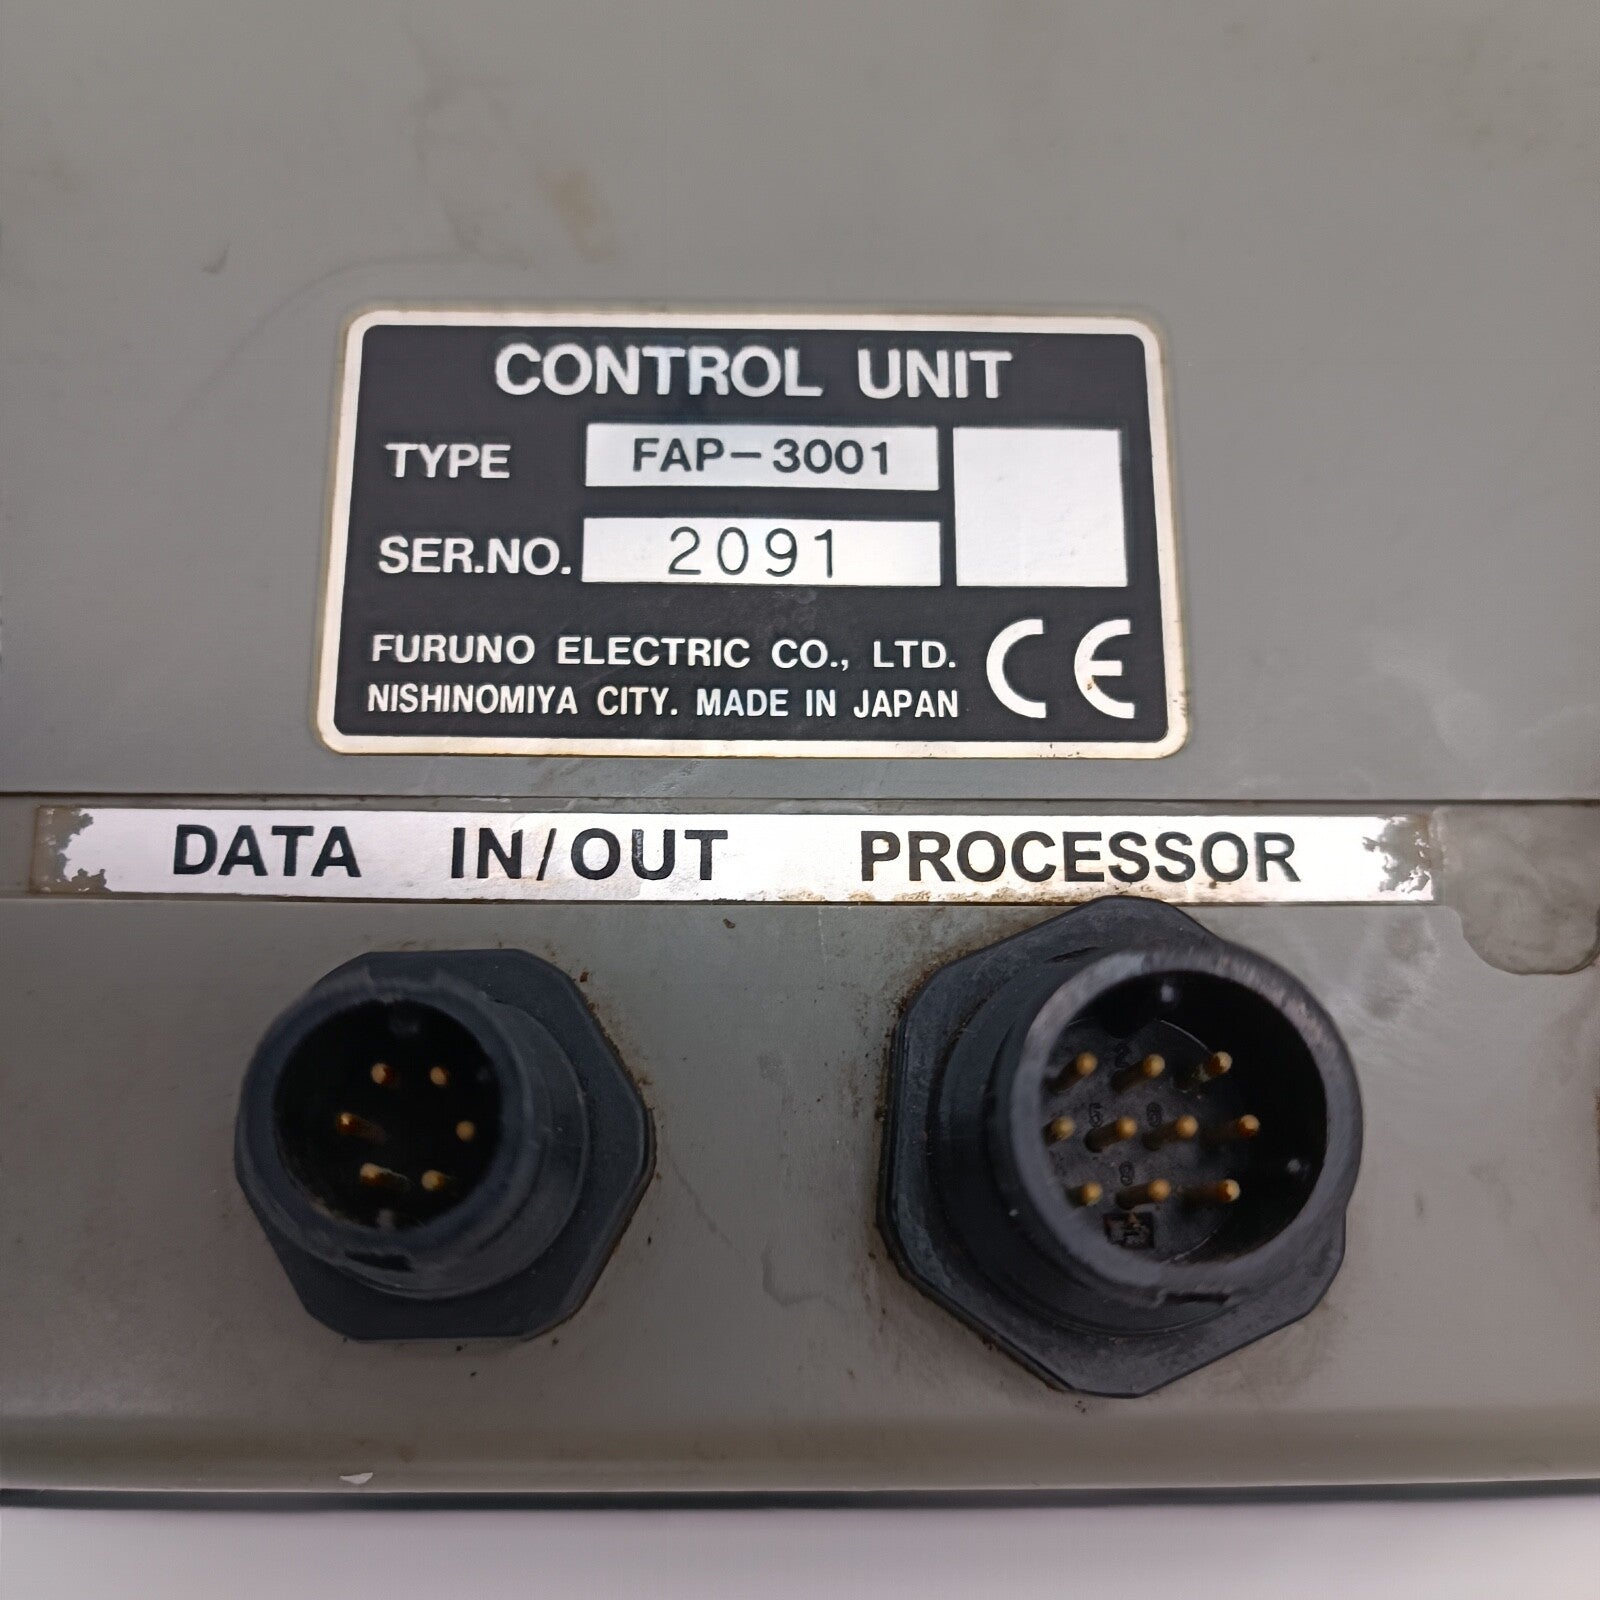 CONTROL UNIT
TYPE FAP-3001
SER.NO. 2091
FURUNO ELECTRIC CO., LTD.
NISHINOMIYA CITY. MADE IN JAPAN CE
DATA IN/OUT PROCESSOR